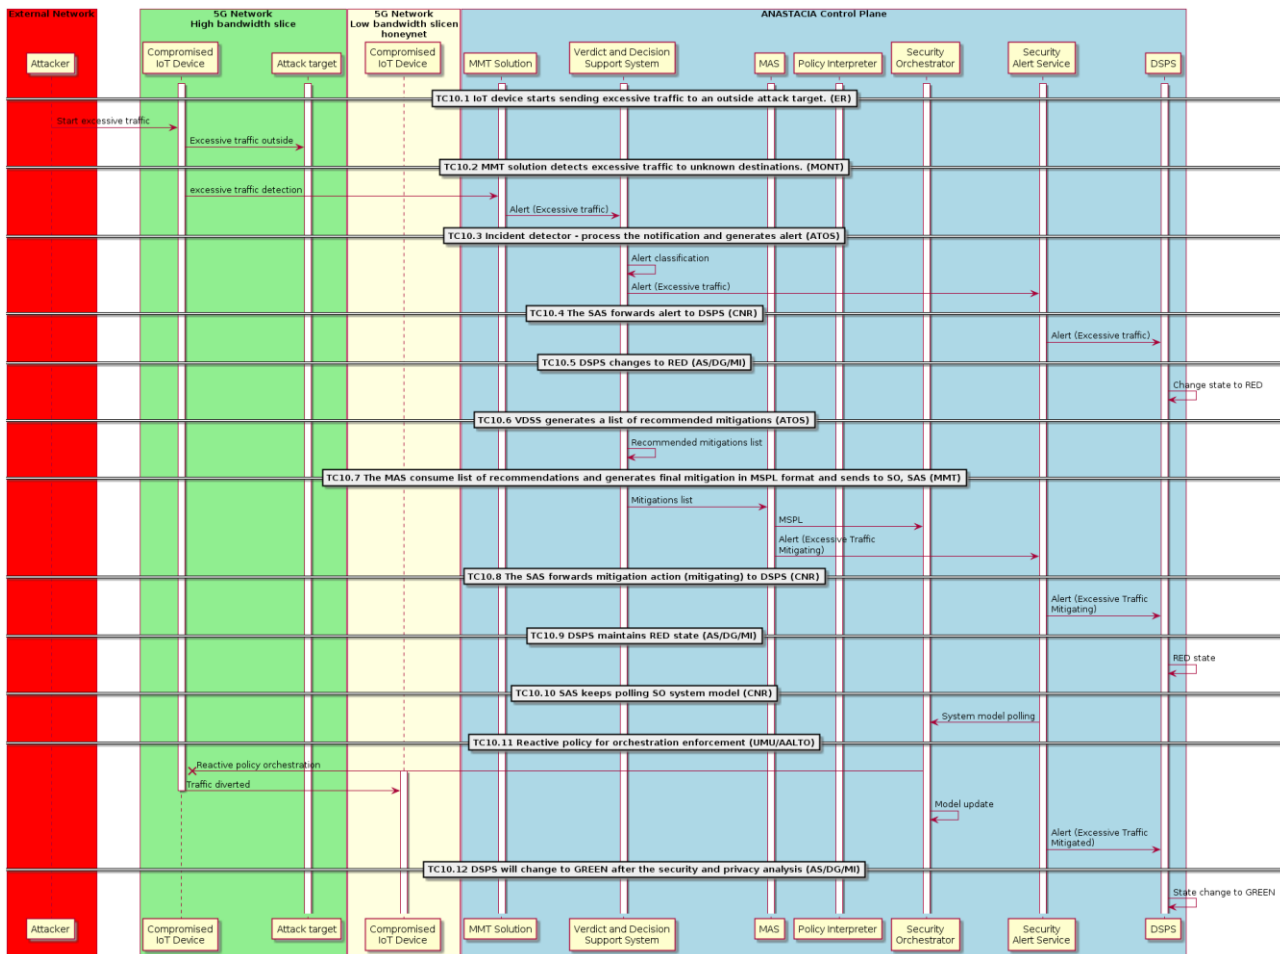 External Network
5G Network
High bandwidth slice
5G Network
Low bandwidth slicen
honeynet
ANASTACIA Control Plane
Attacker
Compromised
IoT Device
Attack target
Compromised
IoT Device
MMT Solution
Verdict and Decision
Support System
MAS
Policy Interpreter
Security
Orchestrator
Security
Alert Service
DSPS
TC10.1 IoT device starts sending excessive traffic to an outside attack target. (ER)
Start excessive traffic
Excessive traffic outside
TC10.2 MMT solution detects excessive traffic to unknown destinations. (MONT)
excessive traffic detection
Alert (Excessive traffic)
TC10.3 Incident detector - process the notification and generates alert (ATOS)
Alert classification
Alert (Excessive traffic)
TC10.4 The SAS forwards alert to DSPS (CNR)
Alert (Excessive traffic)
TC10.5 DSPS changes to RED (AS/DG/MI)
Change state to RED
TC10.6 VDSS generates a list of recommended mitigations (ATOS)
Recommended mitigations list
TC10.7 The MAS consume list of recommendations and generates final mitigation in MSPL format and sends to SO, SAS (MMT)
Mitigations list
MSPL
Alert (Excessive Traffic
Mitigating)
TC10.8 The SAS forwards mitigation action (mitigating) to DSPS (CNR)
Alert (Excessive Traffic
Mitigating)
TC10.9 DSPS maintains RED state (AS/DG/MI)
RED state
TC10.10 SAS keeps polling SO system model (CNR)
System model polling
TC10.11 Reactive policy for orchestration enforcement (UMU/AALTO)
Reactive policy orchestration
Traffic diverted
Model update
Alert (Excessive Traffic
Mitigated)
TC10.12 DSPS will change to GREEN after the security and privacy analysis (AS/DG/MI)
State change to GREEN
Attacker
Compromised
IoT Device
Attack target
Compromised
IoT Device
MMT Solution
Verdict and Decision
Support System
MAS
Policy Interpreter
Security
Orchestrator
Security
Alert Service
DSPS